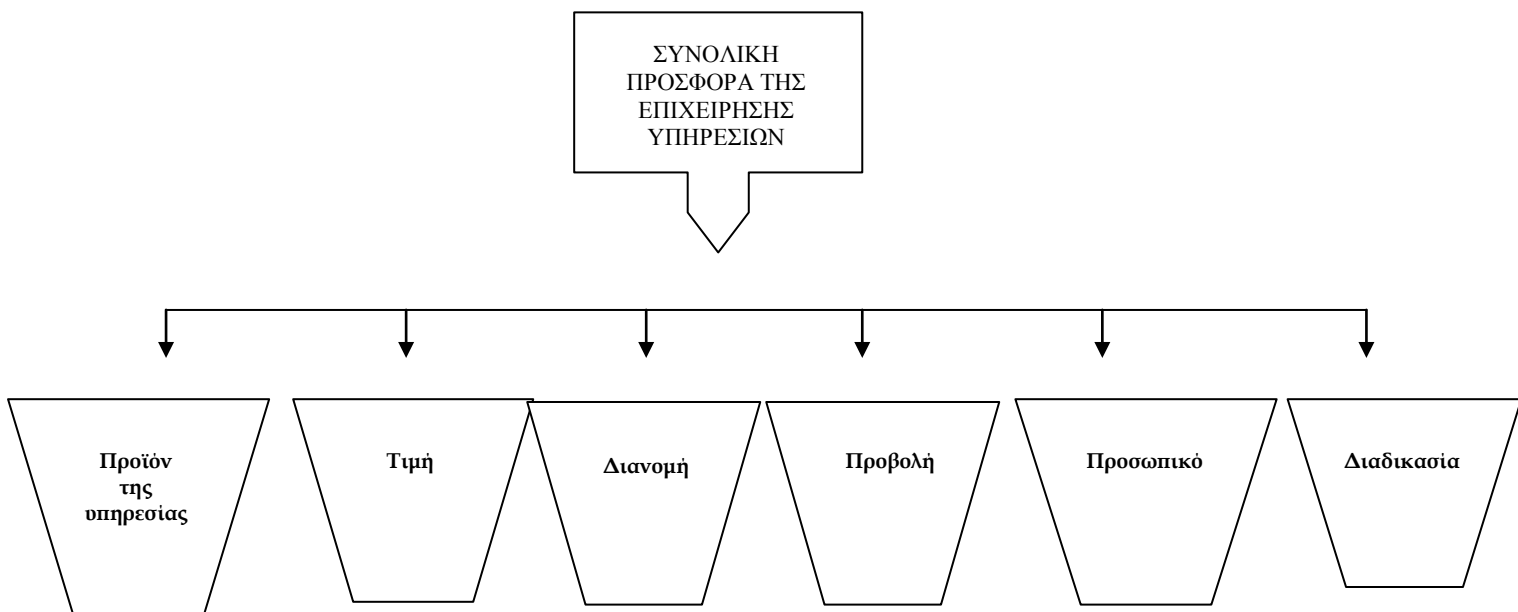 ΣΥΝΟΛΙΚΗ
ΠΡΟΣΦΟΡΑ ΤΗΣ
ΕΠΙΧΕΙΡΗΣΗΣ
ΥΠΗΡΕΣΙΩΝ
Προϊόν
της
υπηρεσίας
Τιμή
Διανομή
Προβολή
Προσωπικό
Διαδικασία